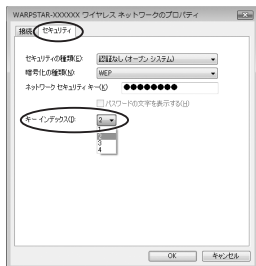 WARPSTAR-XXXXXX ワイヤレス ネットワークのプロパティ
接続 セキュリティ
セキュリティの種類(E): 認証なし (オープン システム)
暗号化の種類(N): WEP
ネットワーク セキュリティ キー(K) ●●●●●●●●
パスワードの文字を表示する(H)
キー インデックス(I): 2
1
2
3
4
OK キャンセル